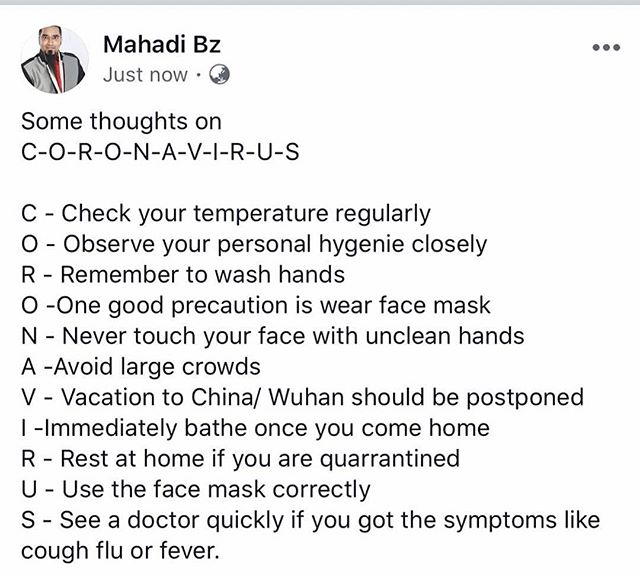 Mahadi Bz
Just now ·
Some thoughts on
C-O-R-O-N-A-V-I-R-U-S
C - Check your temperature regularly
O - Observe your personal hygenie closely
R - Remember to wash hands
O -One good precaution is wear face mask
N - Never touch your face with unclean hands
A -Avoid large crowds
V - Vacation to China/ Wuhan should be postponed
I -Immediately bathe once you come home
R - Rest at home if you are quarrantined
U - Use the face mask correctly
S - See a doctor quickly if you got the symptoms like
cough flu or fever.